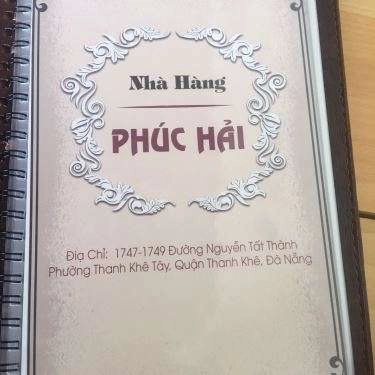 Nhà Hàng
PHÚC HẢI
Địa Chỉ: 1747-1749 Đường Nguyễn Tất Thành
Phường Thanh Khê Tây, Quận Thanh Khê, Đà Nẵng